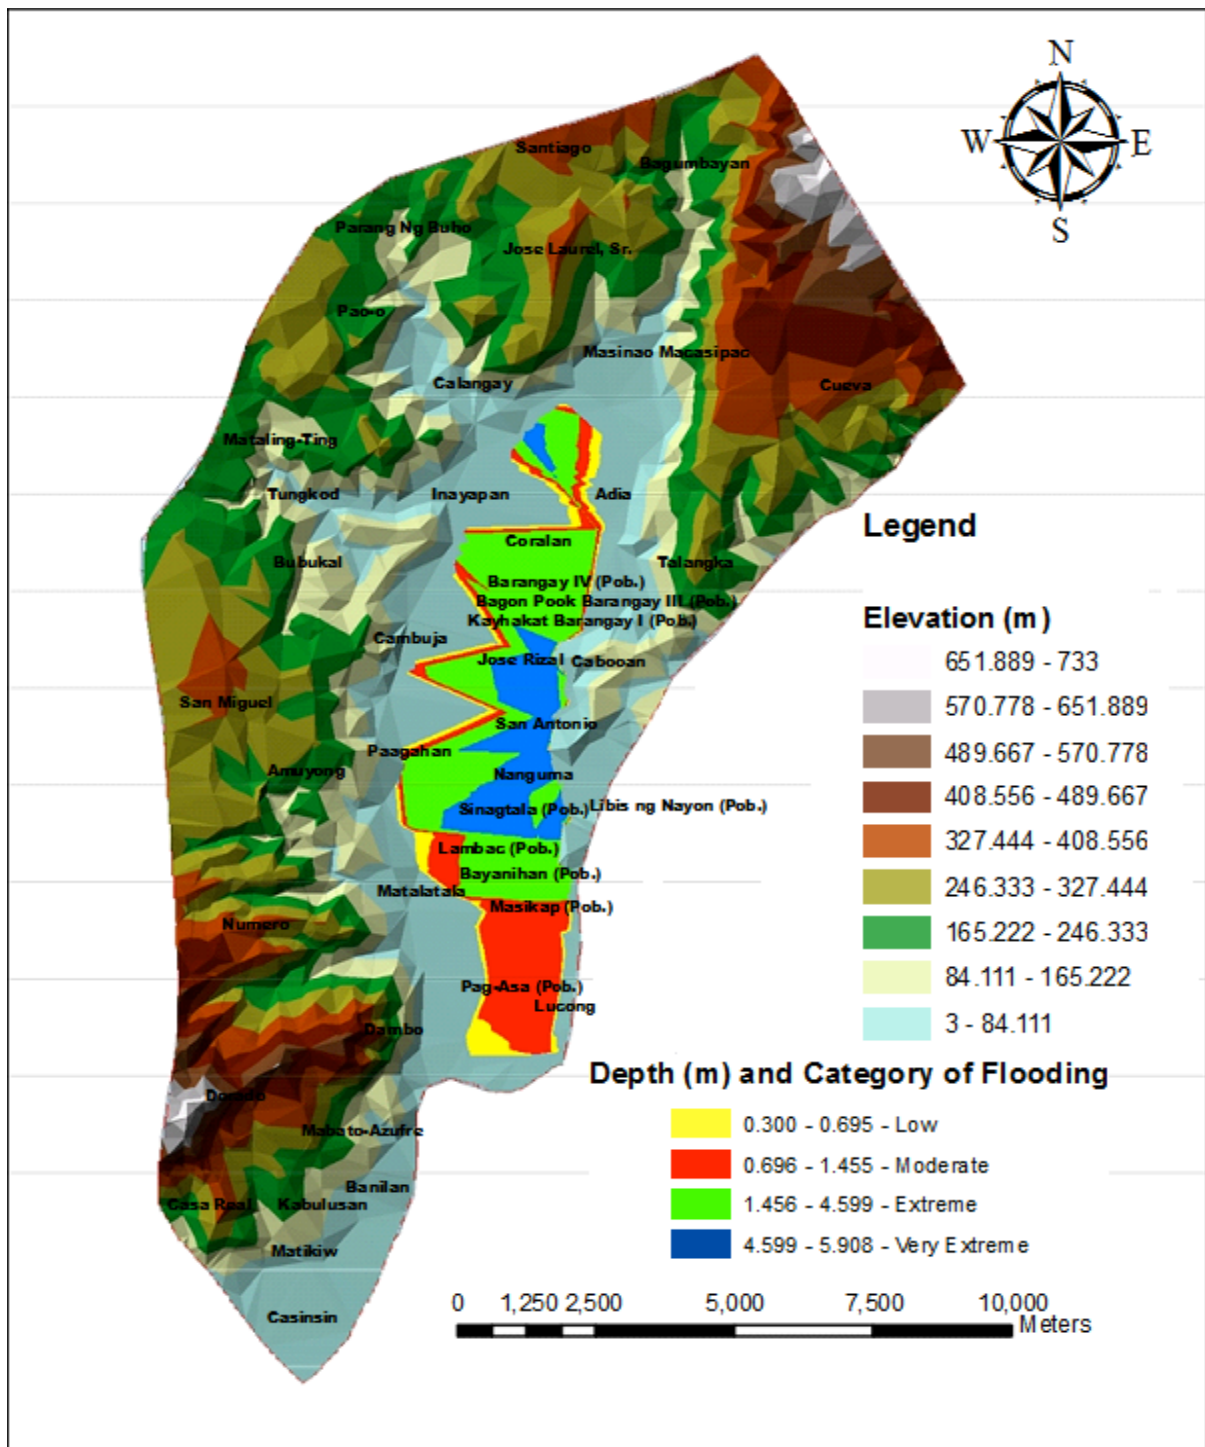 N
W E
S
Santiago
Bagumbayan
Parang Ng Buho
Jose Laurel, Sr.
Pao-o
Masinao Macasipac
Calangay
Cueva
Mataling-Ting
Tungkod
Inayapan
Adia
Coralan
Bubukal
Talangka
Barangay IV (Pob.)
Bagon Pook Barangay III (Pob.)
Kayhakat Barangay I (Pob.)
Cambuja
Jose Rizal
Cabooan
San Miguel
San Antonio
Paagahan
Amuyong
Nanguma
Sinagtala (Pob.)
Libis ng Nayon (Pob.)
Lambac (Pob.)
Bayanihan (Pob.)
Matalatala
Masikap (Pob.)
Numero
Pag-Asa (Pob.)
Lucong
Dambo
Mabato-Azufre
Banilan
Casa Real
Kabulusan
Matikiw
Casinsin
Legend
Elevation (m)
651.889 - 733
570.778 - 651.889
489.667 - 570.778
408.556 - 489.667
327.444 - 408.556
246.333 - 327.444
165.222 - 246.333
84.111 - 165.222
3 - 84.111
Depth (m) and Category of Flooding
0.300 - 0.695 - Low
0.696 - 1.455 - Moderate
1.456 - 4.599 - Extreme
4.599 - 5.908 - Very Extreme
0 1,250 2,500 5,000 7,500 10,000
Meters